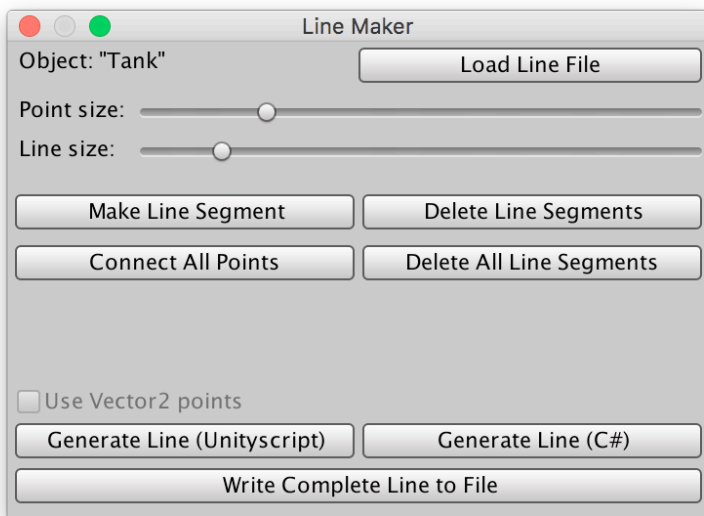 Line Maker
Object: "Tank"
Load Line File
Point size:
Line size:
Make Line Segment
Delete Line Segments
Connect All Points
Delete All Line Segments
Use Vector2 points
Generate Line (Unityscript)
Generate Line (C#)
Write Complete Line to File